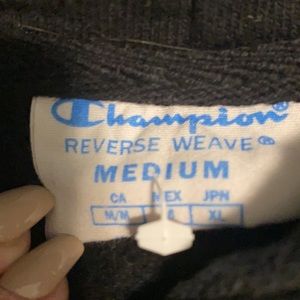 Champion
REVERSE WEAVE®
MEDIUM
CA MEX JPN
M/M XL